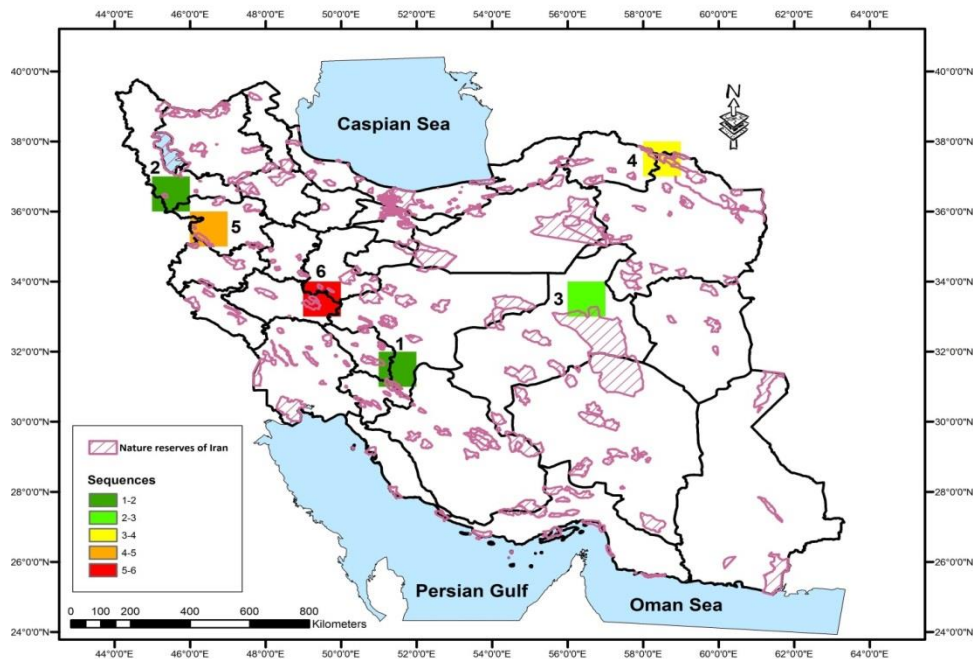 44°0'0"E 46°0'0"E 48°0'0"E 50°0'0"E 52°0'0"E 54°0'0"E 56°0'0"E 58°0'0"E 60°0'0"E 62°0'0"E 64°0'0"E
40°0'0"N 40°0'0"N
N
Caspian Sea
38°0'0"N 38°0'0"N
4
2
36°0'0"N 36°0'0"N
5
34°0'0"N 34°0'0"N
6
3
32°0'0"N 32°0'0"N
1
30°0'0"N 30°0'0"N
Nature reserves of Iran
Sequences
1-2
2-3
3-4
4-5
5-6
28°0'0"N 28°0'0"N
26°0'0"N 26°0'0"N
Persian Gulf
Oman Sea
0 100 200 400 600 800
Kilometers
24°0'0"N 24°0'0"N
44°0'0"E 46°0'0"E 48°0'0"E 50°0'0"E 52°0'0"E 54°0'0"E 56°0'0"E 58°0'0"E 60°0'0"E 62°0'0"E 64°0'0"E